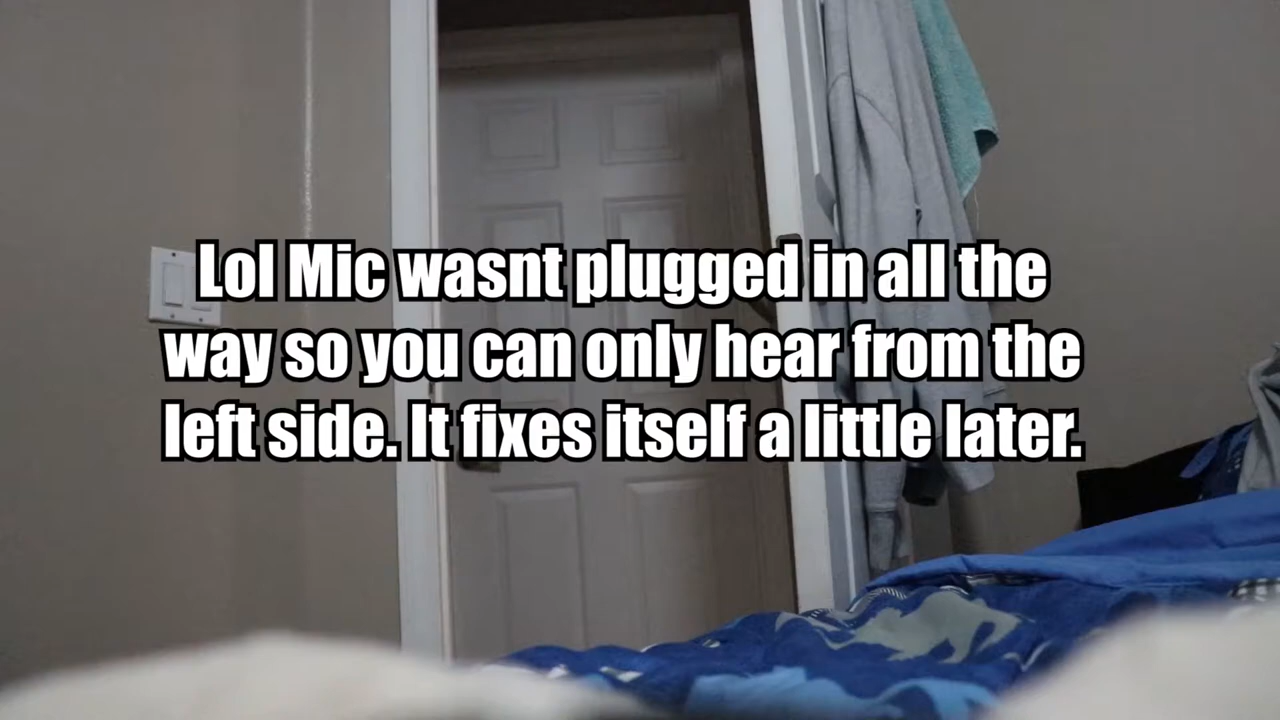 Lol Mic wasnt plugged in all the
way so you can only hear from the
left side. It fixes itself a little later.